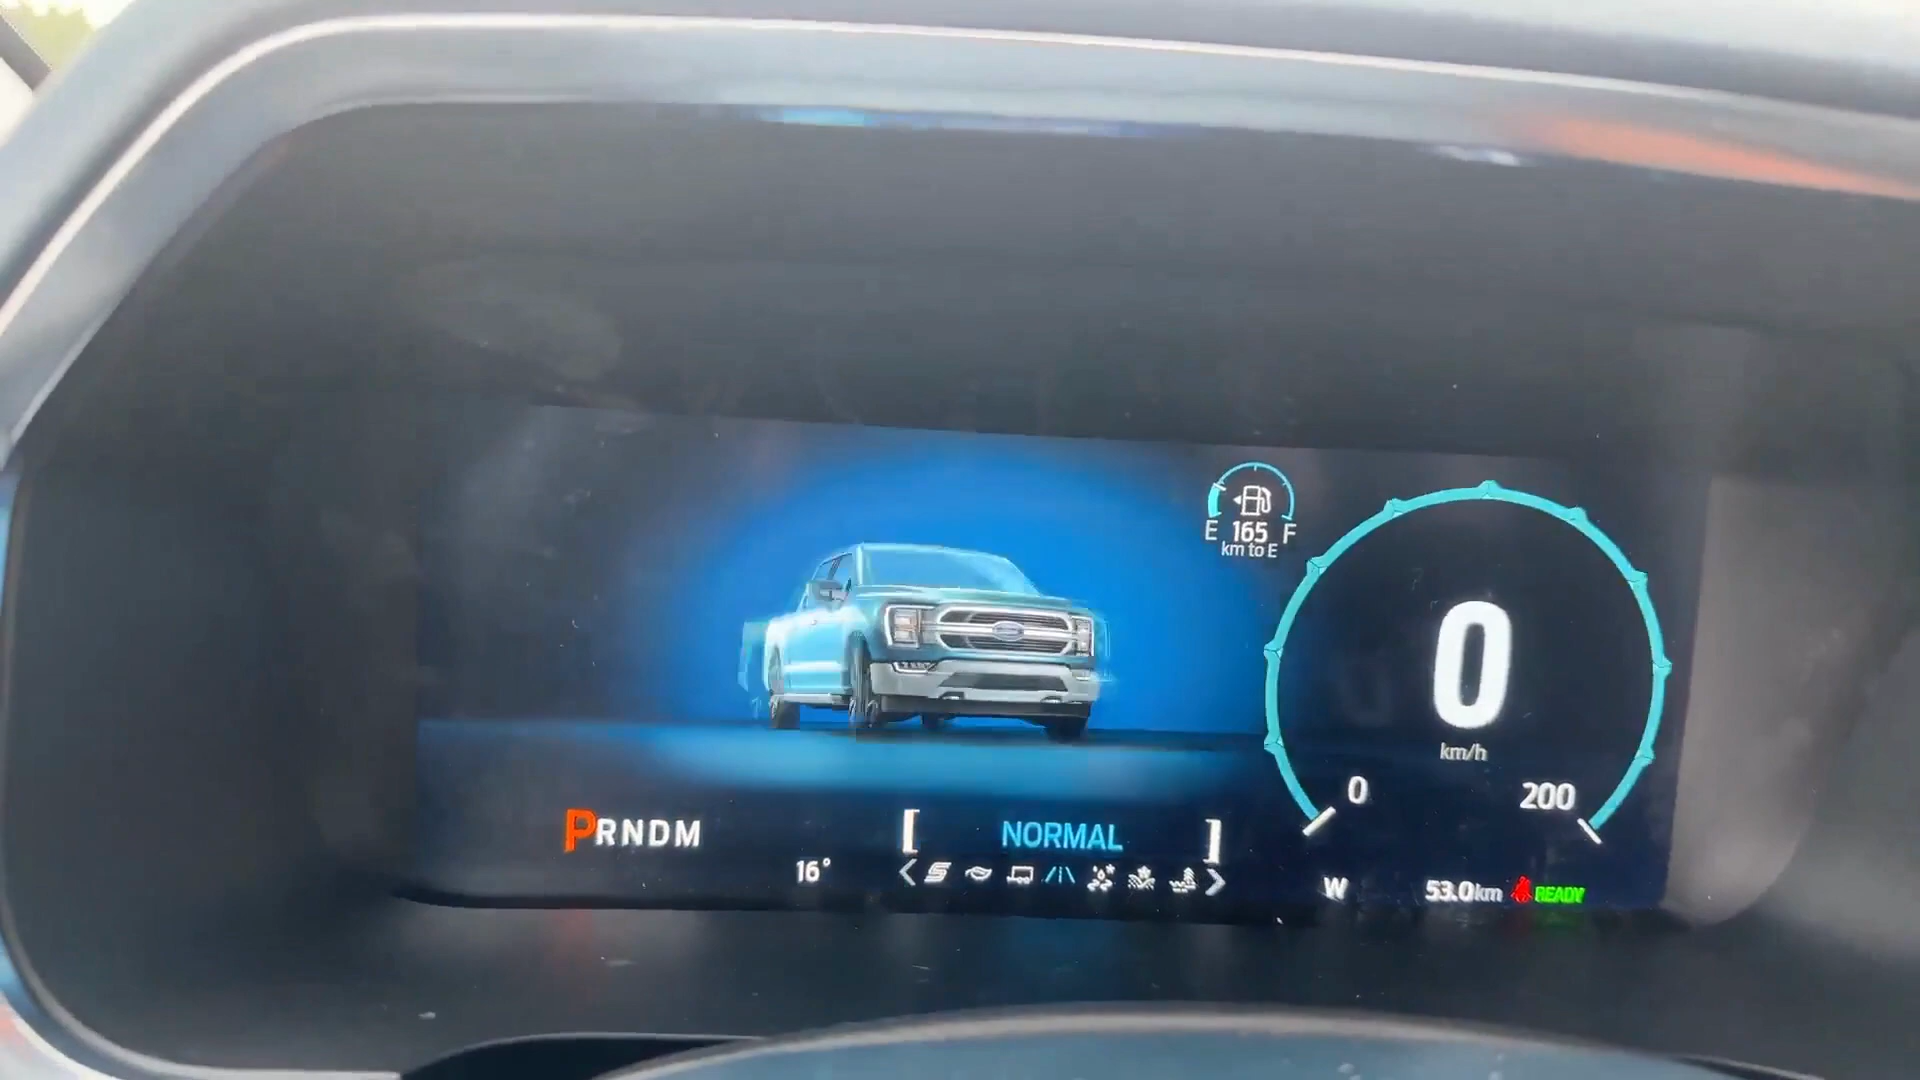 E 165 F
km to E
0
km/h
0 200
PRNDM
NORMAL
16°
W 53.0km READY